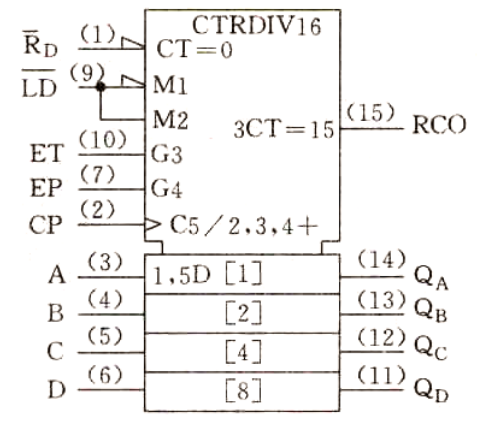 CTRDIV16
R̅D (1) CT=0
L̅D̅ (9) M1
M2
3CT=15 (15) RCO
ET (10) G3
EP (7) G4
CP (2) C5/2,3,4+
A (3) 1,5D [1] (14) QA
B (4) [2] (13) QB
C (5) [4] (12) QC
D (6) [8] (11) QD